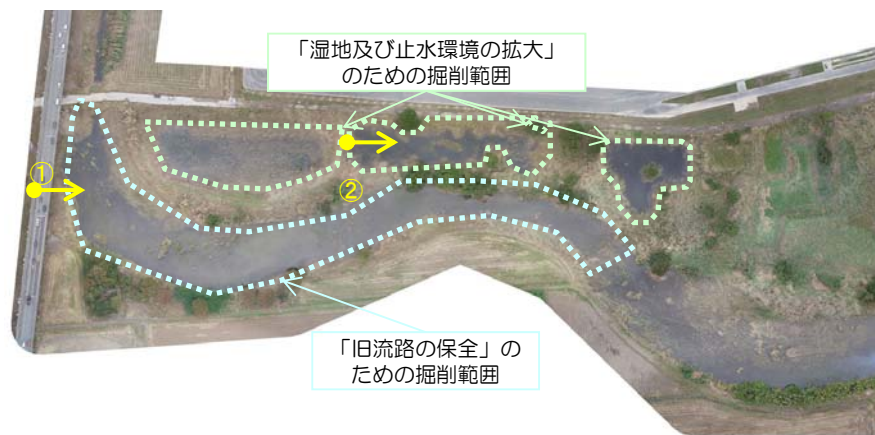 「湿地及び止水環境の拡大」
のための掘削範囲
①
②
「旧流路の保全」の
ための掘削範囲